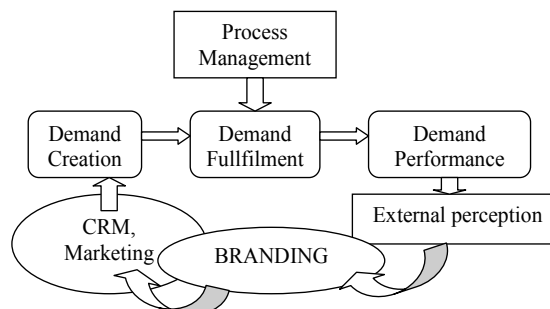 Process
Management
Demand
Creation
Demand
Fullfilment
Demand
Performance
CRM,
Marketing
BRANDING
External perception